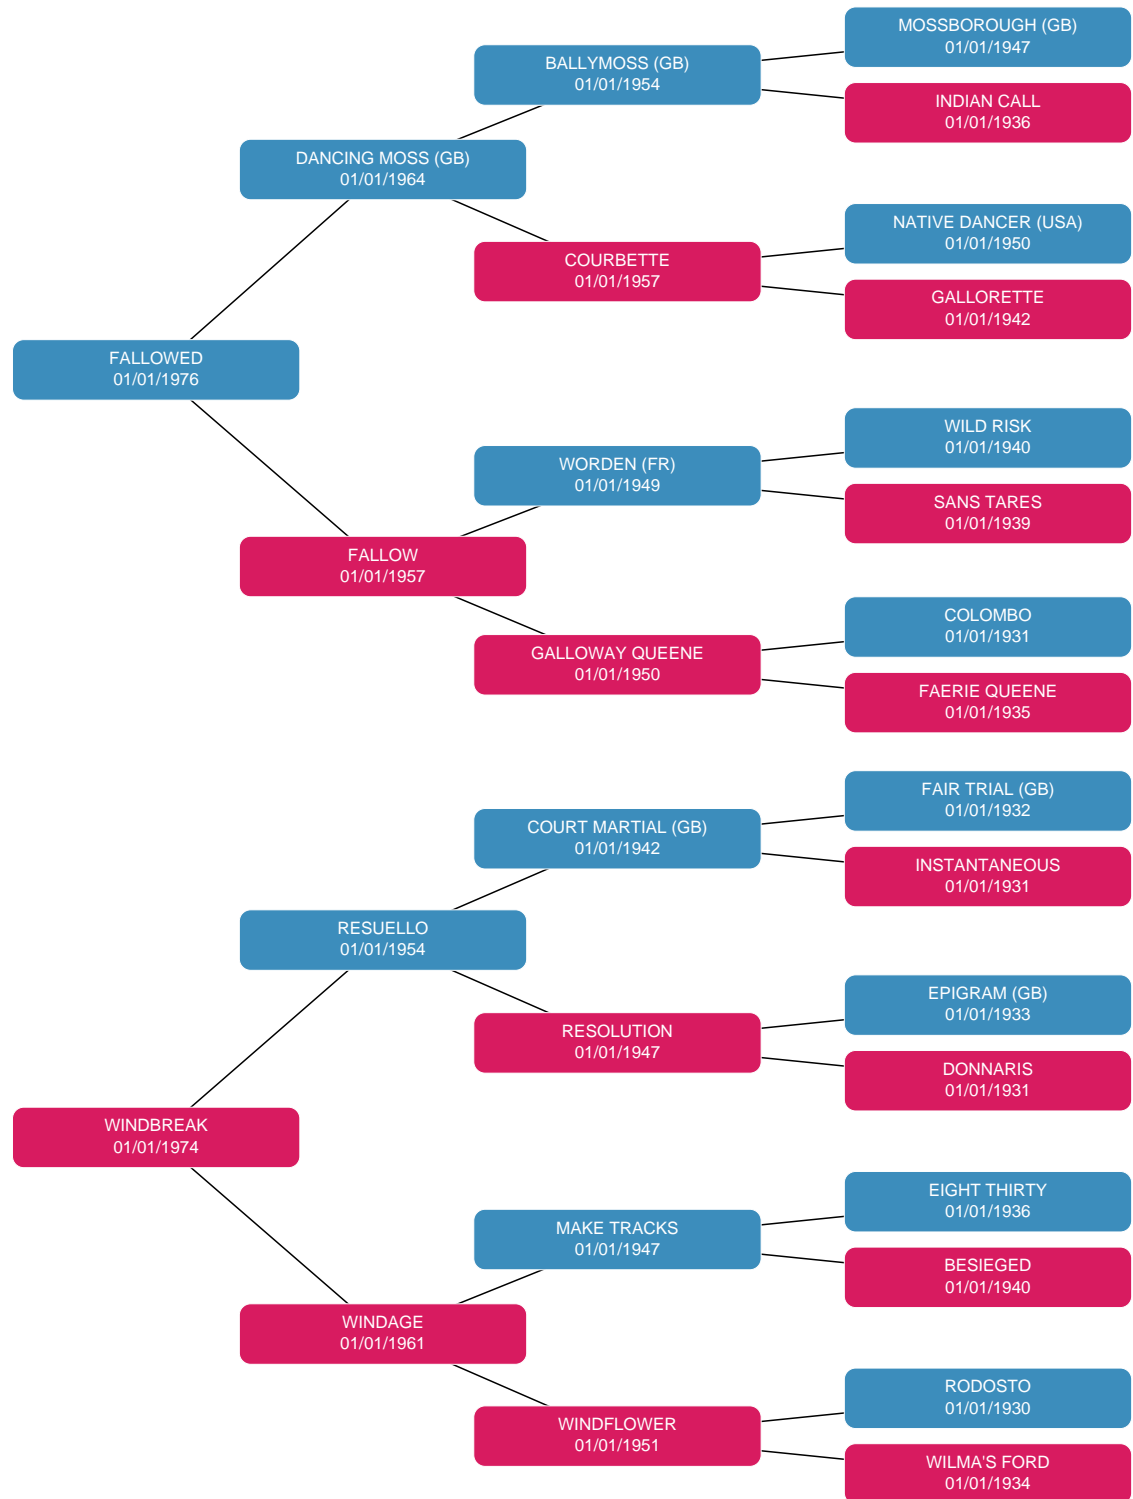 MOSSBOROUGH (GB)
01/01/1947
BALLYMOSS (GB)
01/01/1954
INDIAN CALL
01/01/1936
DANCING MOSS (GB)
01/01/1964
NATIVE DANCER (USA)
01/01/1950
COURBETTE
01/01/1957
GALLORETTE
01/01/1942
FALLOWED
01/01/1976
WILD RISK
01/01/1940
WORDEN (FR)
01/01/1949
SANS TARES
01/01/1939
FALLOW
01/01/1957
COLOMBO
01/01/1931
GALLOWAY QUEENE
01/01/1950
FAERIE QUEENE
01/01/1935
FAIR TRIAL (GB)
01/01/1932
COURT MARTIAL (GB)
01/01/1942
INSTANTANEOUS
01/01/1931
RESUELLO
01/01/1954
EPIGRAM (GB)
01/01/1933
RESOLUTION
01/01/1947
DONNARIS
01/01/1931
WINDBREAK
01/01/1974
EIGHT THIRTY
01/01/1936
MAKE TRACKS
01/01/1947
BESIEGED
01/01/1940
WINDAGE
01/01/1961
RODOSTO
01/01/1930
WINDFLOWER
01/01/1951
WILMA'S FORD
01/01/1934